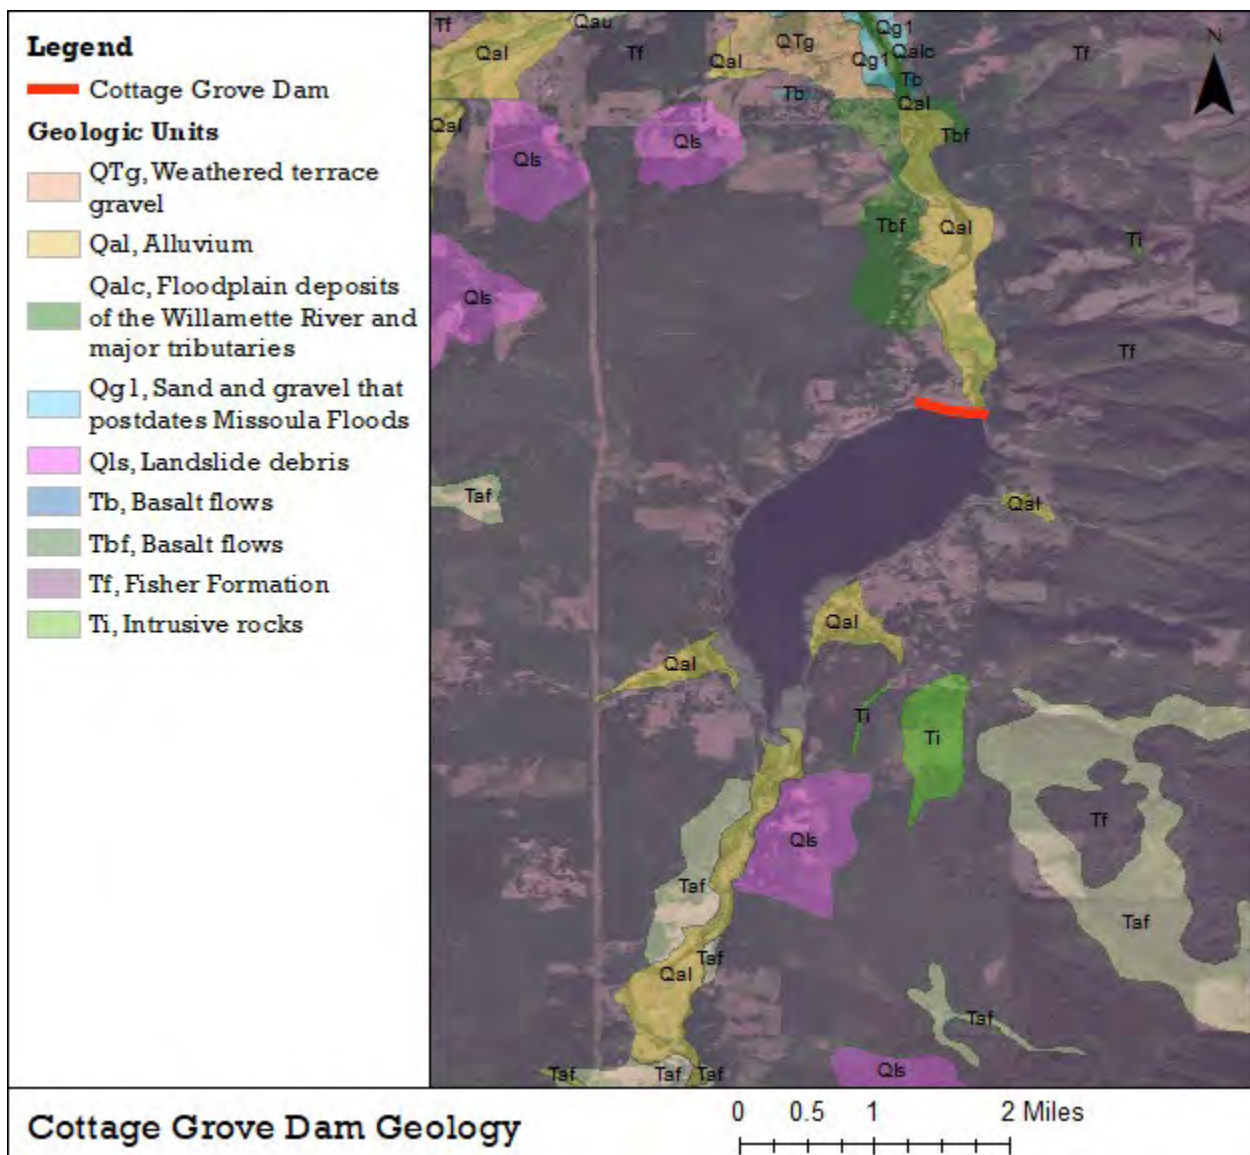 Legend
Cottage Grove Dam
Geologic Units
QTg, Weathered terrace
gravel
Qal, Alluvium
Qalc, Floodplain deposits
of the Willamette River and
major tributaries
Qg1, Sand and gravel that
postdates Missoula Floods
Qls, Landslide debris
Tb, Basalt flows
Tbf, Basalt flows
Tf, Fisher Formation
Ti, Intrusive rocks
Tf
Qau
Qal
Tf
Qal
QTg
Qg1
Qg1
Qalc
Tb
Tb
Qal
Tf
N
Qal
Qls
Qls
Tbf
Tbf
Qal
Ti
Qls
Tf
Taf
Qal
Qal
Qal
Ti
Ti
Qls
Tf
Taf
Taf
Taf
Qal
Taf
Qls
Taf
Taf
Taf
Cottage Grove Dam Geology
0 0.5 1 2 Miles